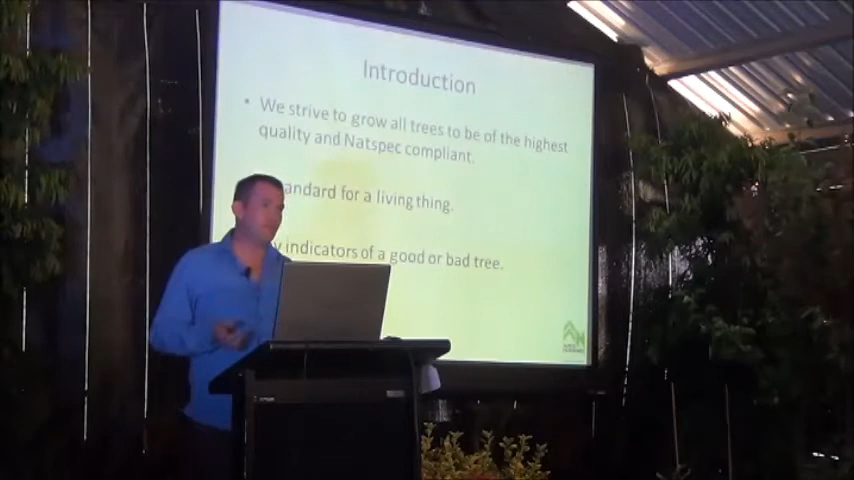 Introduction
• We strive to grow all trees to be of the highest
quality and Natspec compliant.
andard for a living thing.
y indicators of a good or bad tree.